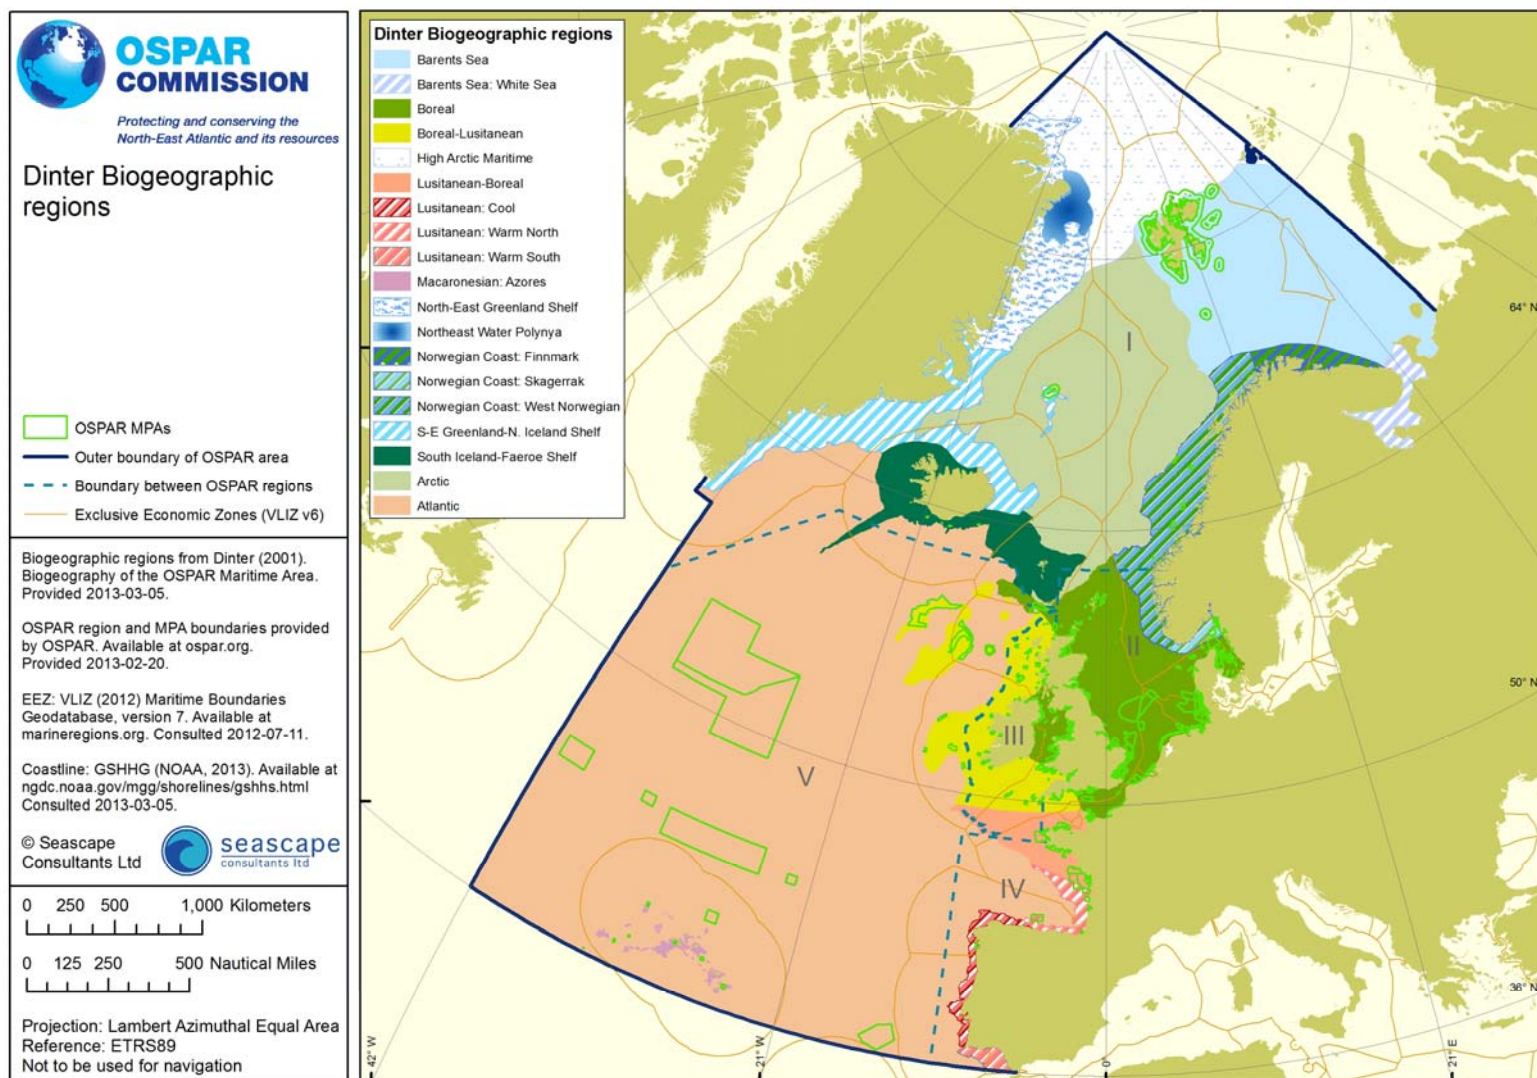 OSPAR
COMMISSION
Protecting and conserving the
North-East Atlantic and its resources
Dinter Biogeographic
regions
OSPAR MPAs
Outer boundary of OSPAR area
Boundary between OSPAR regions
Exclusive Economic Zones (VLIZ v6)
Biogeographic regions from Dinter (2001).
Biogeography of the OSPAR Maritime Area.
Provided 2013-03-05.
OSPAR region and MPA boundaries provided
by OSPAR. Available at ospar.org.
Provided 2013-02-20.
EEZ: VLIZ (2012) Maritime Boundaries
Geodatabase, version 7. Available at
marineregions.org. Consulted 2012-07-11.
Coastline: GSHHG (NOAA, 2013). Available at
ngdc.noaa.gov/mgg/shorelines/gshhs.html
Consulted 2013-03-05.
© Seascape
Consultants Ltd
seascape
consultants ltd
0 250 500 1,000 Kilometers
0 125 250 500 Nautical Miles
Projection: Lambert Azimuthal Equal Area
Reference: ETRS89
Not to be used for navigation
Dinter Biogeographic regions
Barents Sea
Barents Sea: White Sea
Boreal
Boreal-Lusitanean
High Arctic Maritime
Lusitanean-Boreal
Lusitanean: Cool
Lusitanean: Warm North
Lusitanean: Warm South
Macaronesian: Azores
North-East Greenland Shelf
Northeast Water Polynya
Norwegian Coast: Finnmark
Norwegian Coast: Skagerrak
Norwegian Coast: West Norwegian
S-E Greenland-N. Iceland Shelf
South Iceland-Faeroe Shelf
Arctic
Atlantic
I
II
III
IV
V
64° N
50° N
36° N
42° W
21° W
0°
21° E